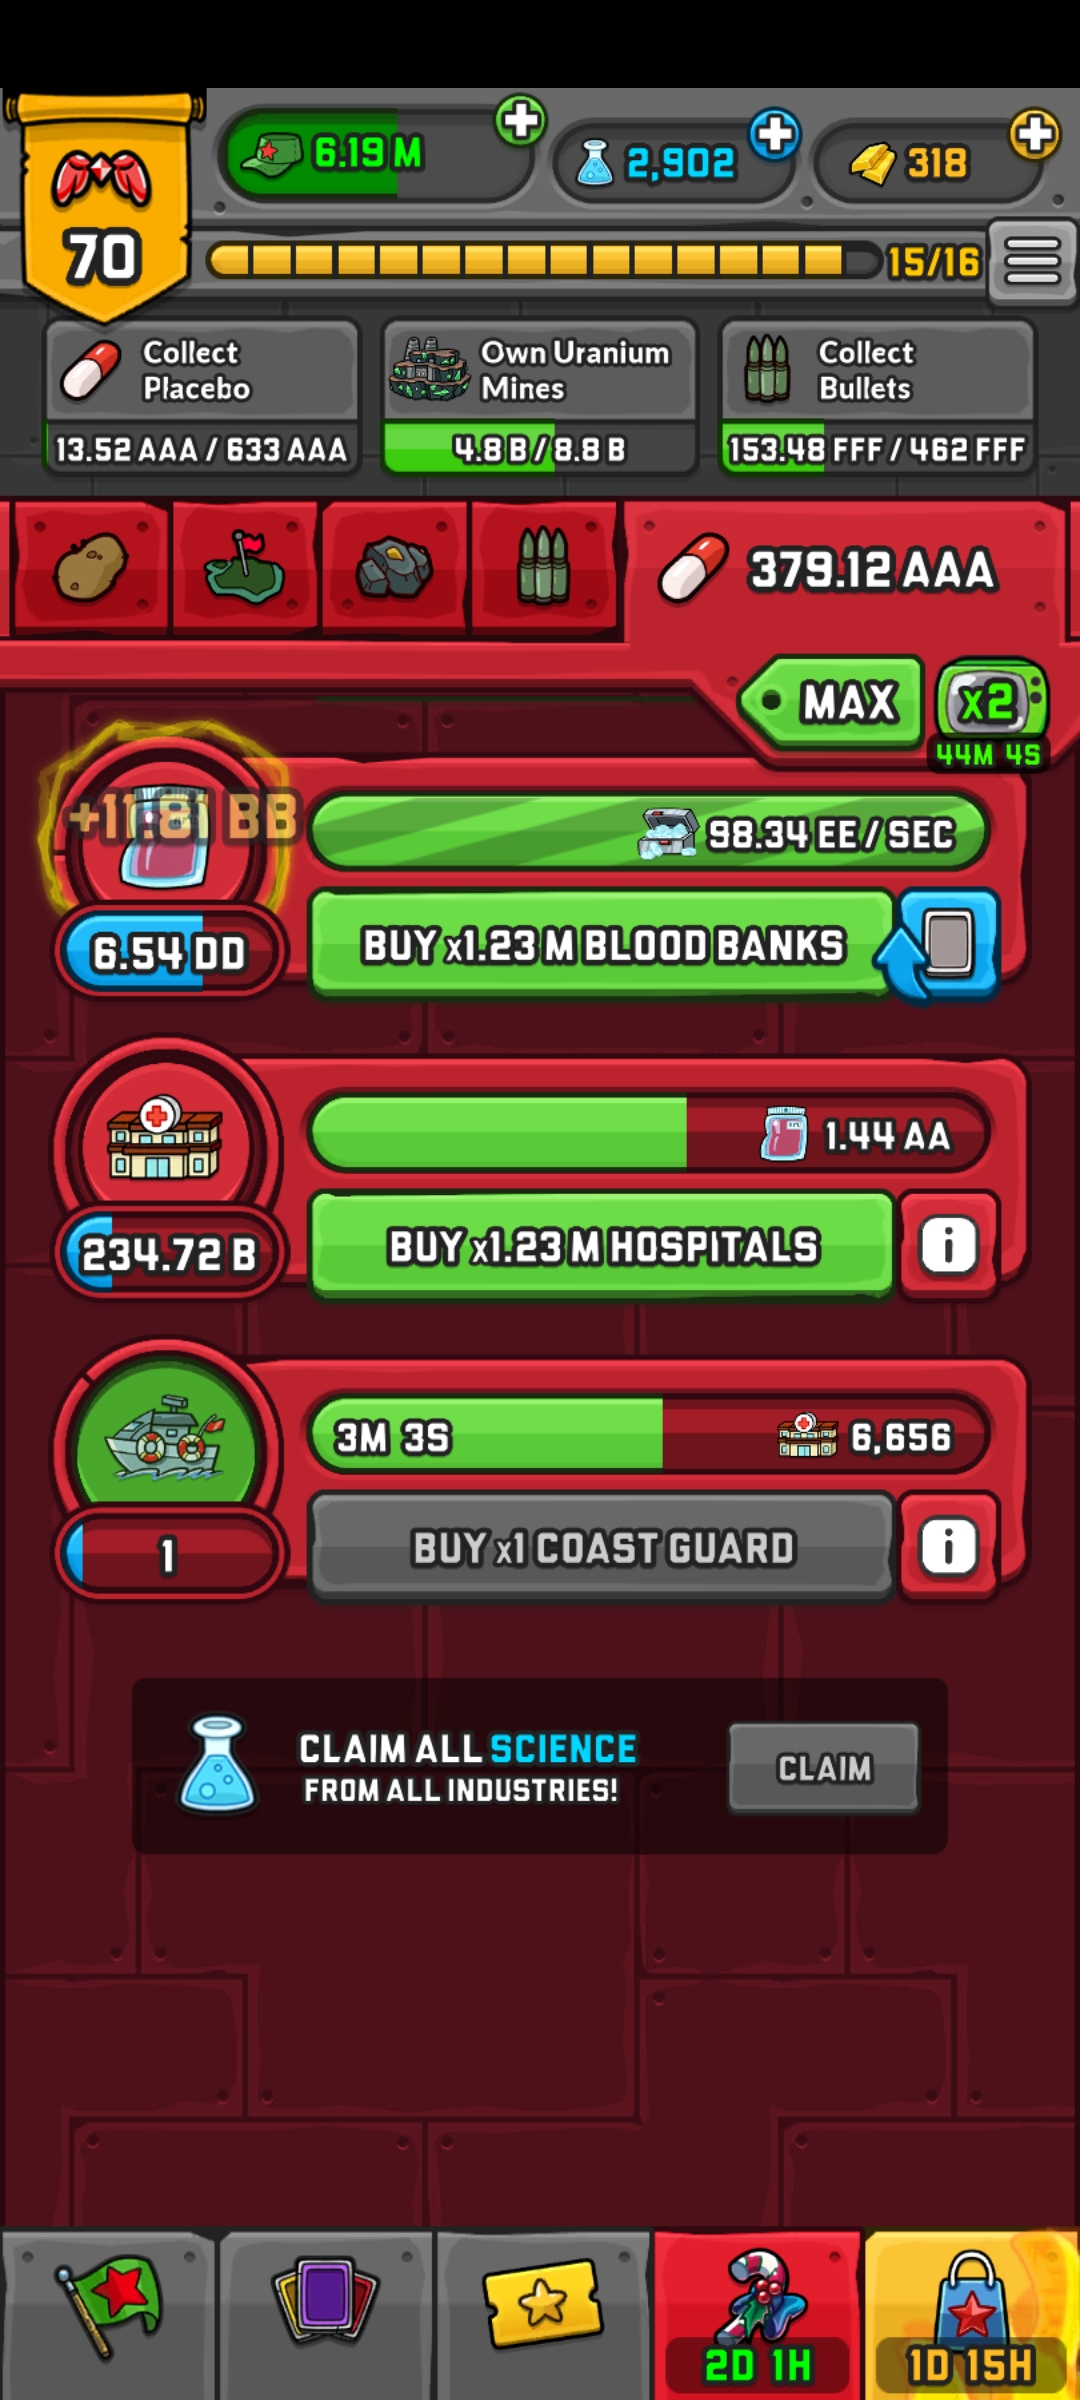 6.19 M
2,902
318
70
15/16
Collect
Placebo
Own Uranium
Mines
Collect
Bullets
13.52 AAA / 633 AAA
4.8 B / 8.8 B
153.48 FFF / 462 FFF
379.12 AAA
MAX
x2
44M 4S
+11.81 BB
98.34 EE / SEC
6.54 DD
BUY x1.23 M BLOOD BANKS
1.44 AA
234.72 B
BUY x1.23 M HOSPITALS
i
3M 3S
6,656
1
BUY x1 COAST GUARD
i
CLAIM ALL SCIENCE
FROM ALL INDUSTRIES!
CLAIM
2D 1H
1D 15H